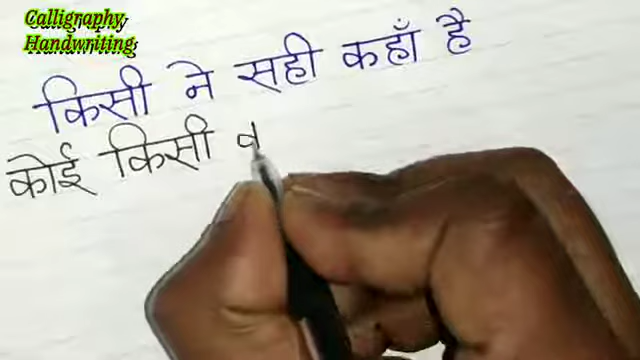 Calligraphy
Handwriting
किसी ने सही कहाँ है
कोई किसी